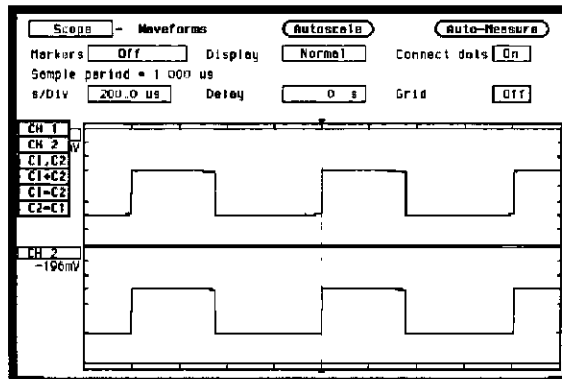 Scope - Waveforms Autoscale Auto-Measure
Markers Off Display Normal Connect dots On
Sample period = 1.000 us
s/Div 200.0 us Delay 0 s Grid Off
CH 1
CH 2
C1,C2
C1+C2
C1-C2
C2-C1
CH 2
-196mV